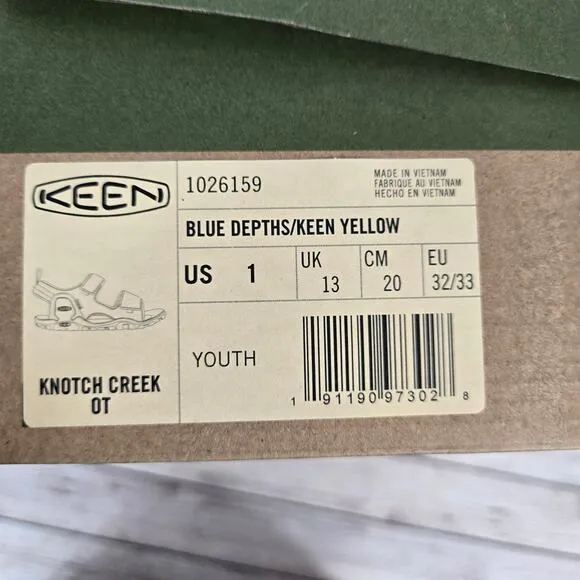 KEEN
1026159
MADE IN VIETNAM
FABRIQUE AU VIETNAM
HECHO EN VIETNAM
BLUE DEPTHS/KEEN YELLOW
US 1
UK 13
CM 20
EU 32/33
KEEN
KNOTCH CREEK
OT
YOUTH
1 91190 97302 8